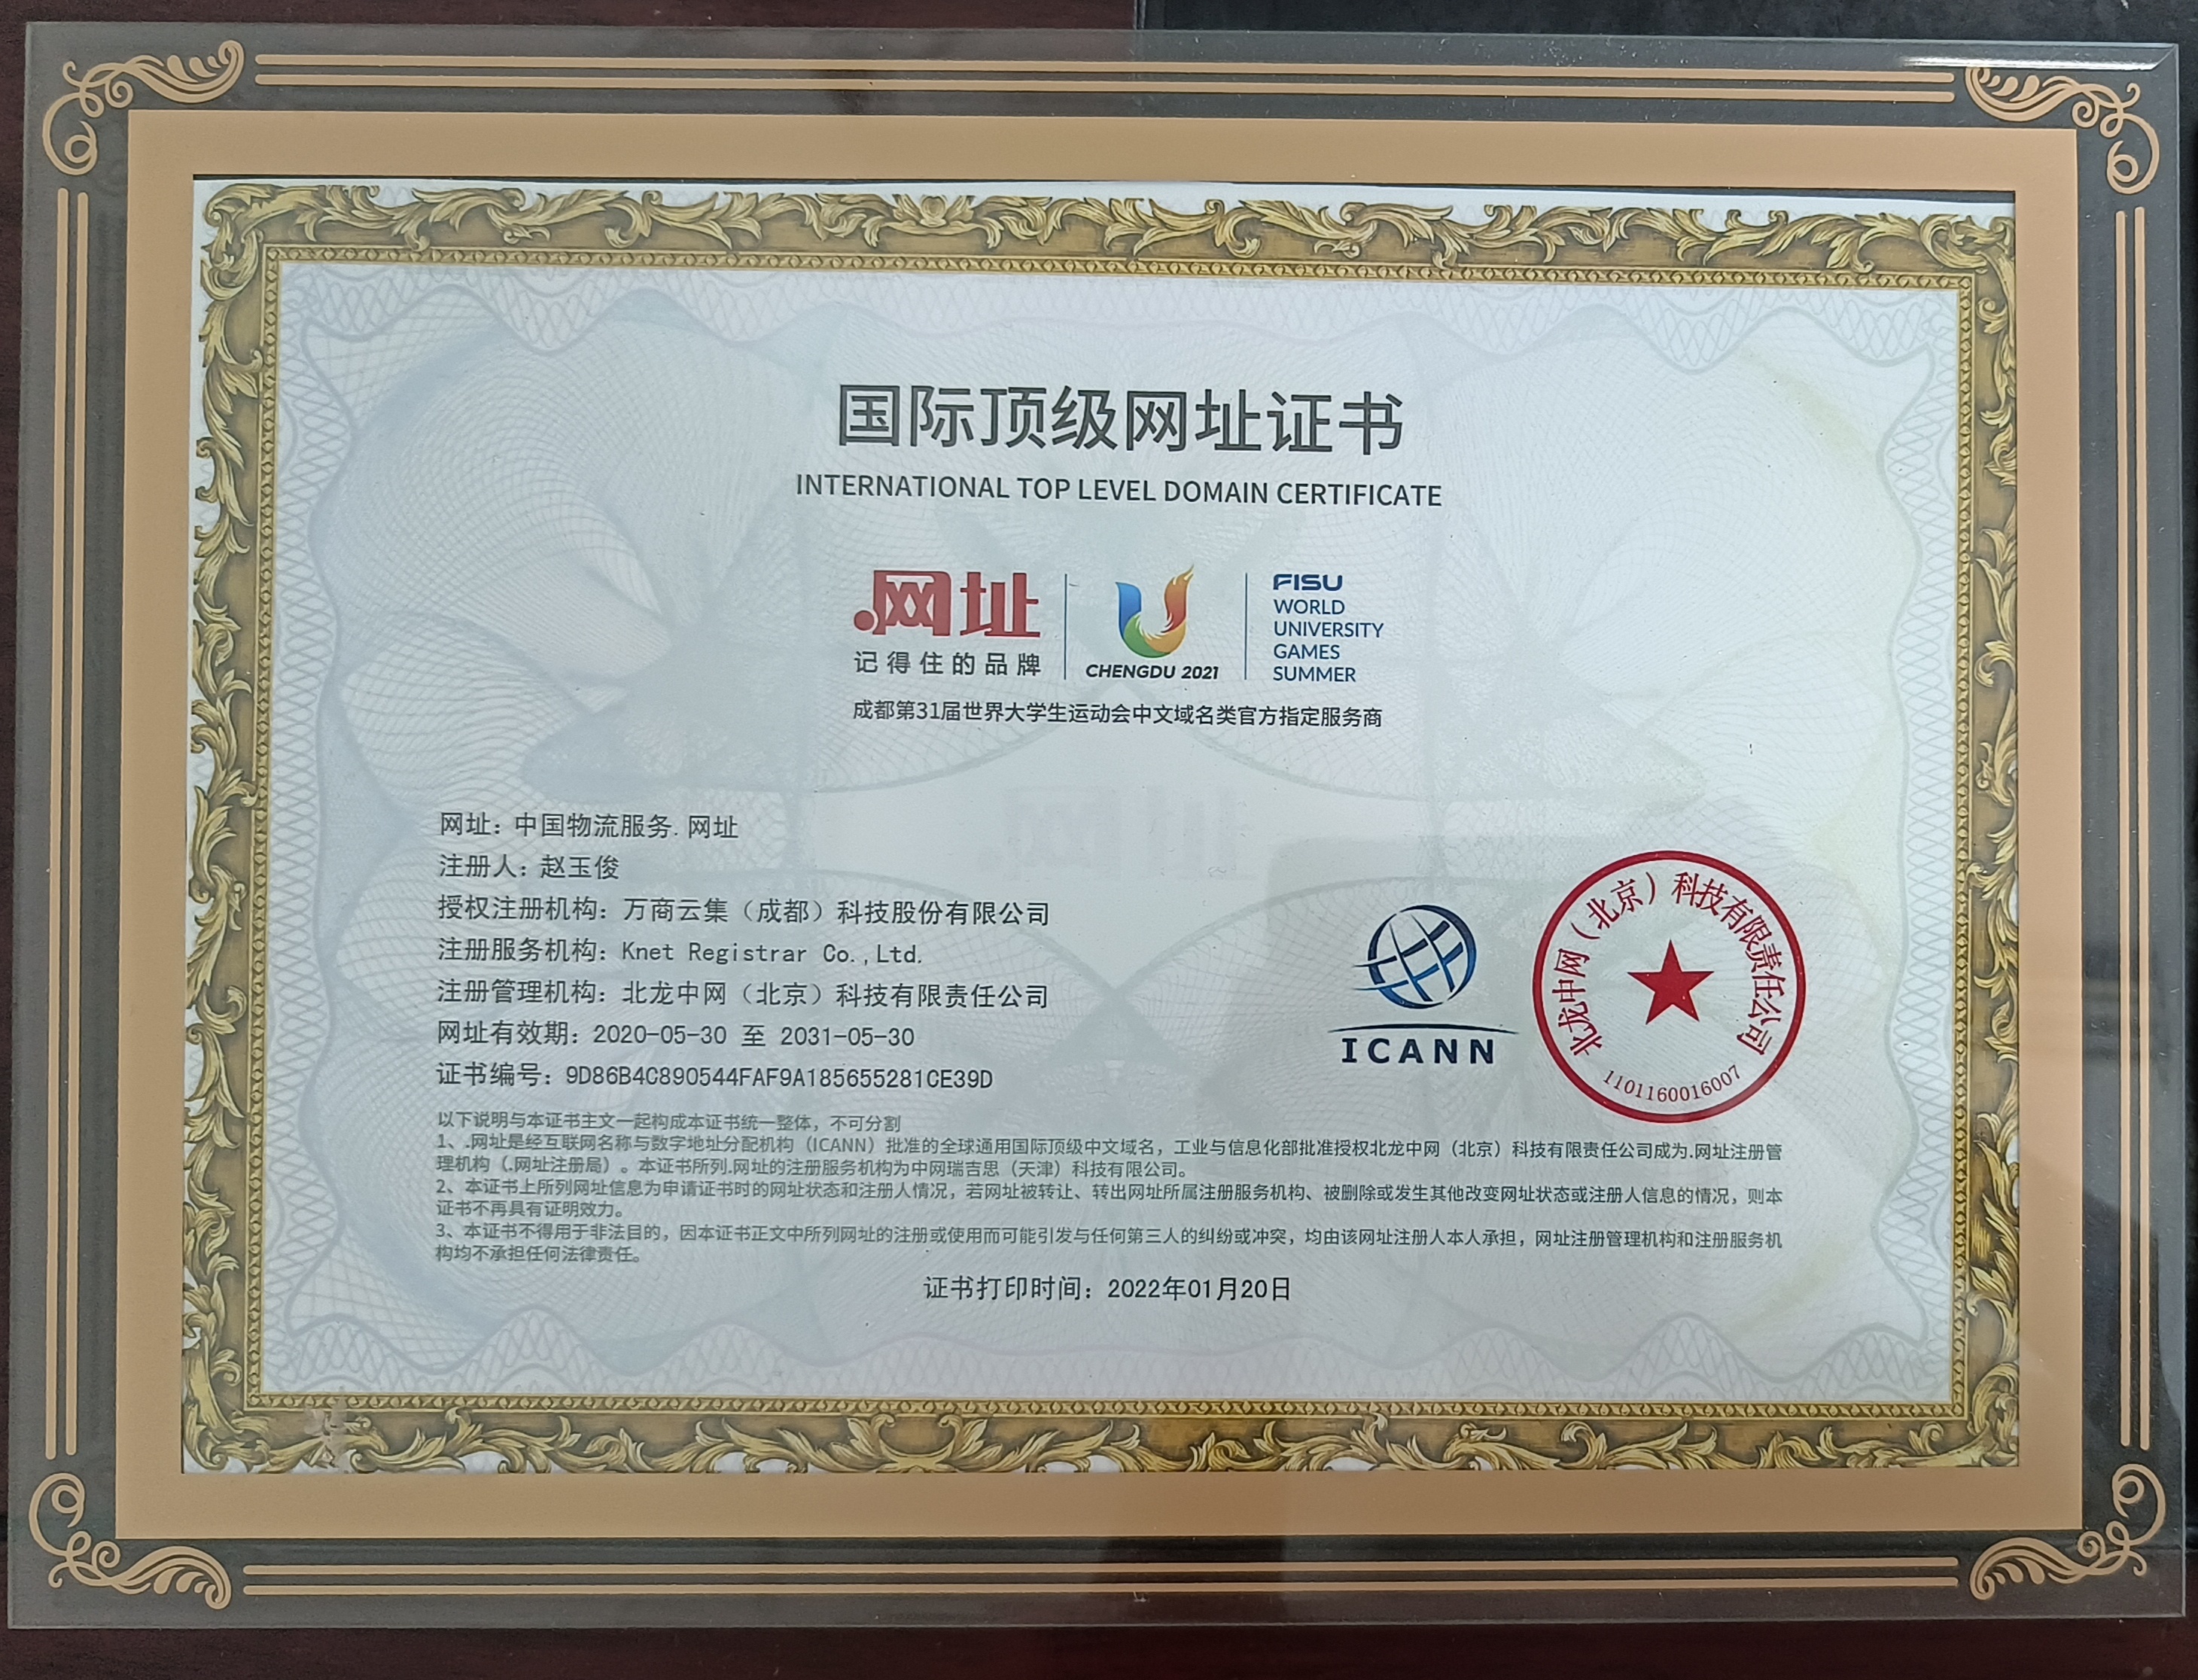 国际顶级网址证书
INTERNATIONAL TOP LEVEL DOMAIN CERTIFICATE
.网址
记得住的品牌
CHENGDU 2021
FISU
WORLD
UNIVERSITY
GAMES
SUMMER
成都第31届世界大学生运动会中文域名类官方指定服务商
网址：中国物流服务.网址
注册人：赵玉俊
授权注册机构：万商云集（成都）科技股份有限公司
注册服务机构：Knet Registrar Co.,Ltd.
注册管理机构：北龙中网（北京）科技有限责任公司
网址有效期：2020-05-30 至 2031-05-30
证书编号：9D86B4C890544FAF9A185655281CE39D
ICANN
北龙中网（北京）科技有限责任公司
1101160016007
以下说明与本证书主文一起构成本证书统一整体，不可分割
1、.网址是经互联网名称与数字地址分配机构（ICANN）批准的全球通用国际顶级中文域名，工业与信息化部批准授权北龙中网（北京）科技有限责任公司成为.网址注册管
理机构（.网址注册局）。本证书所列.网址的注册服务机构为中网瑞吉思（天津）科技有限公司。
2、本证书上所列网址信息为申请证书时的网址状态和注册人情况，若网址被转让、转出网址所属注册服务机构、被删除或发生其他改变网址状态或注册人信息的情况，则本
证书不再具有证明效力。
3、本证书不得用于非法目的，因本证书正文中所列网址的注册或使用而可能引发与任何第三人的纠纷或冲突，均由该网址注册人本人承担，网址注册管理机构和注册服务机
构均不承担任何法律责任。
证书打印时间：2022年01月20日